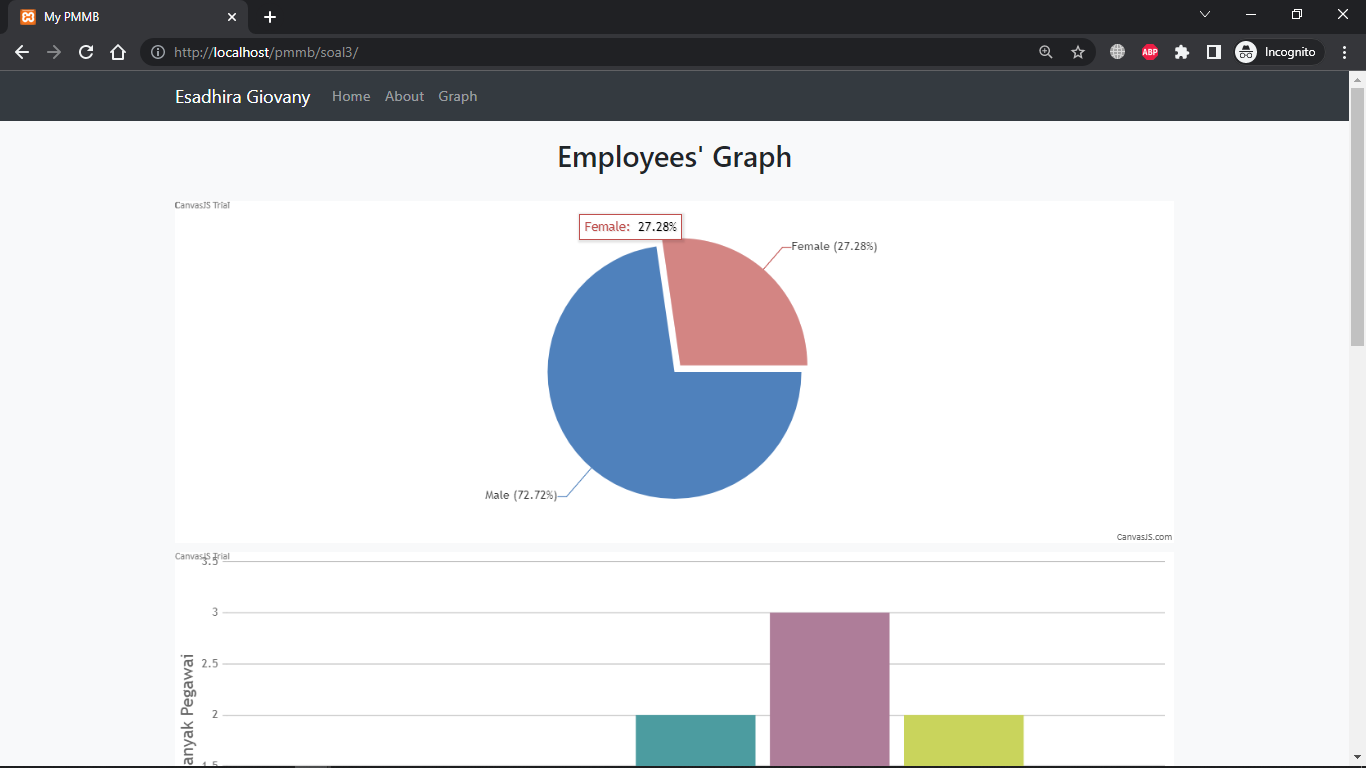 My PMMB
http://localhost/pmmb/soal3/
ABP
Incognito
Esadhira Giovany Home About Graph
Employees' Graph
CanvasJS Trial
Female: 27.28%
Female (27.28%)
Male (72.72%)
CanvasJS.com
CanvasJS Trial
3.5
3
2.5
2
1.5
anyak Pegawai